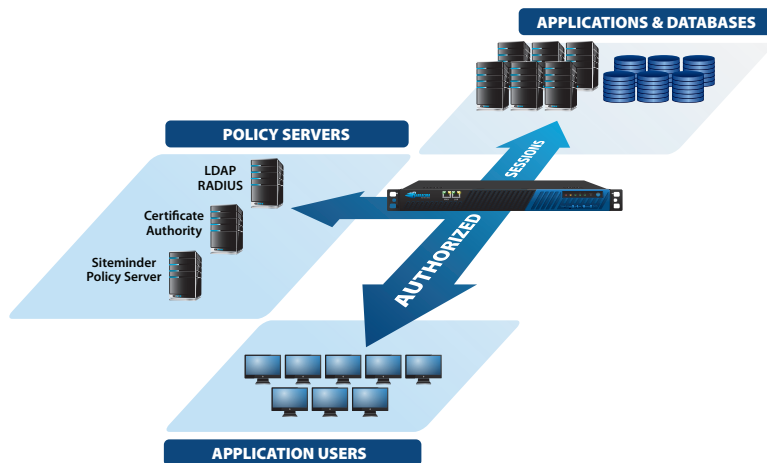 APPLICATIONS & DATABASES
POLICY SERVERS
LDAP
RADIUS
Certificate
Authority
Siteminder
Policy Server
AUTHORIZED
SESSIONS
APPLICATION USERS